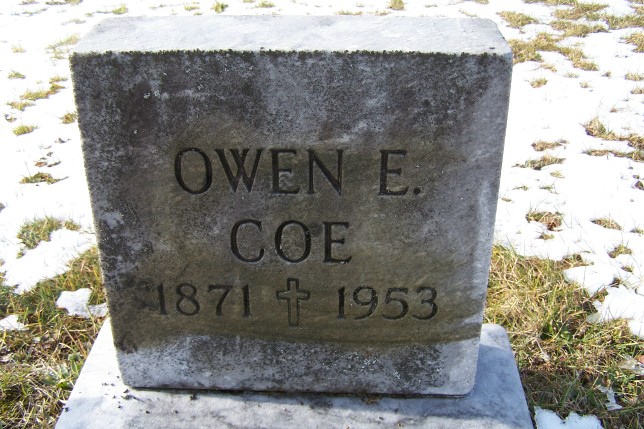 OWEN E.
COE
1871 ✝ 1953